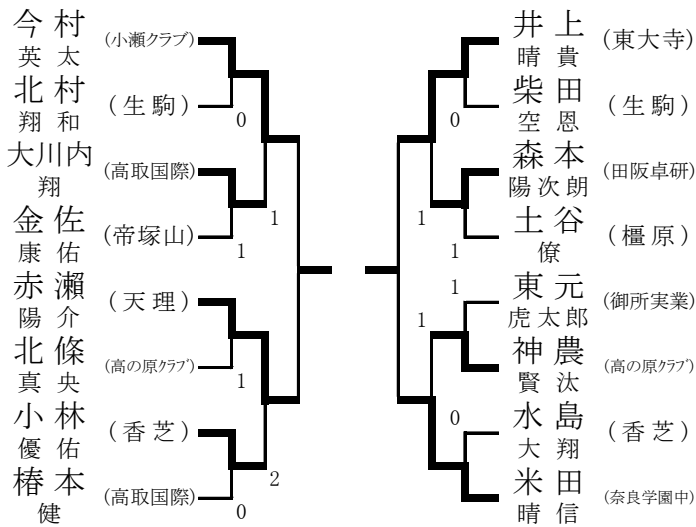 今村
英太
(小瀬クラブ)
北村
翔和
(生駒)
0
大川内
翔
(高取国際)
1
金佐
康佑
(帝塚山)
1
赤瀬
陽介
(天理)
北條
真央
(高の原クラブ)
1
小林
優佑
(香芝)
2
椿本
健
(高取国際)
0
井上
晴貴
(東大寺)
柴田
空恩
(生駒)
0
森本
陽次朗
(田阪卓研)
1
土谷
僚
(橿原)
1
東元
虎太郎
(御所実業)
1
1
神農
賢汰
(高の原クラブ)
水島
大翔
(香芝)
0
米田
晴信
(奈良学園中)